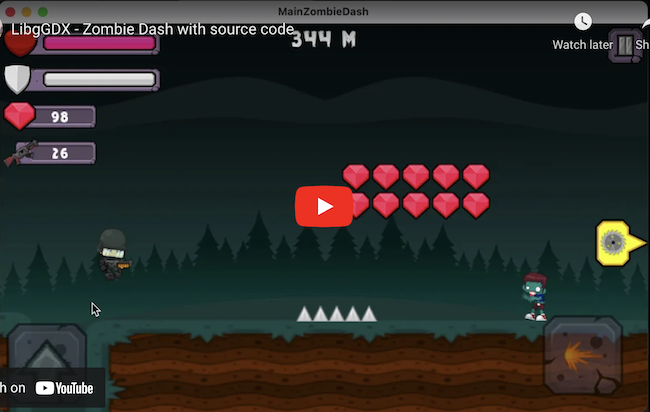 MainZombieDash
LibgGDX - Zombie Dash with source code
344 M
Watch later
Sh
98
26
h on YouTube